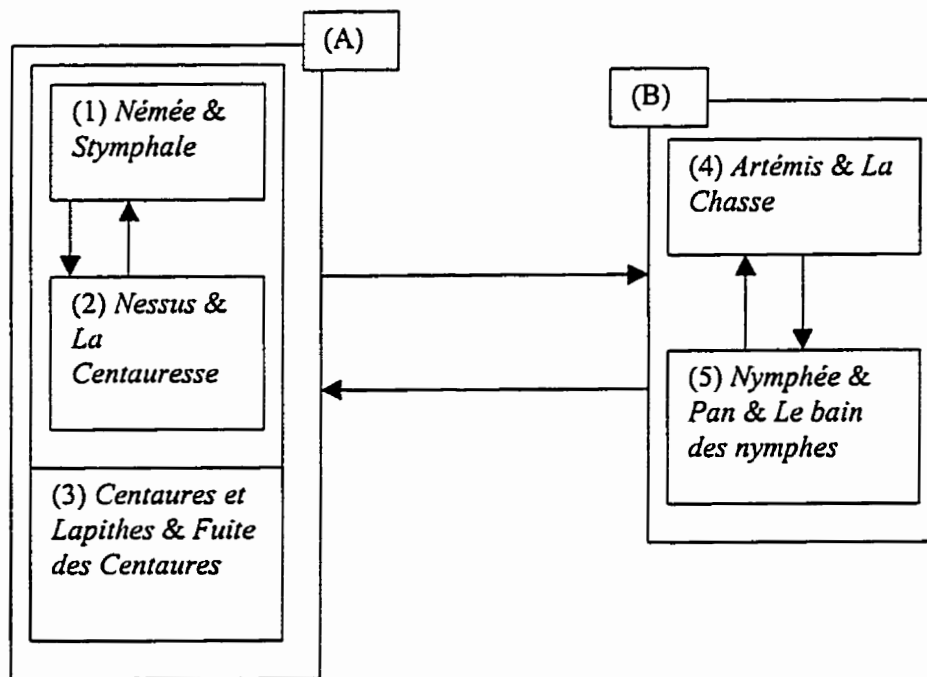 (A)
(1) Némée &
Stymphale
(2) Nessus &
La
Centauresse
(3) Centaures et
Lapithes & Fuite
des Centaures
(B)
(4) Artémis & La
Chasse
(5) Nymphée &
Pan & Le bain
des nymphes